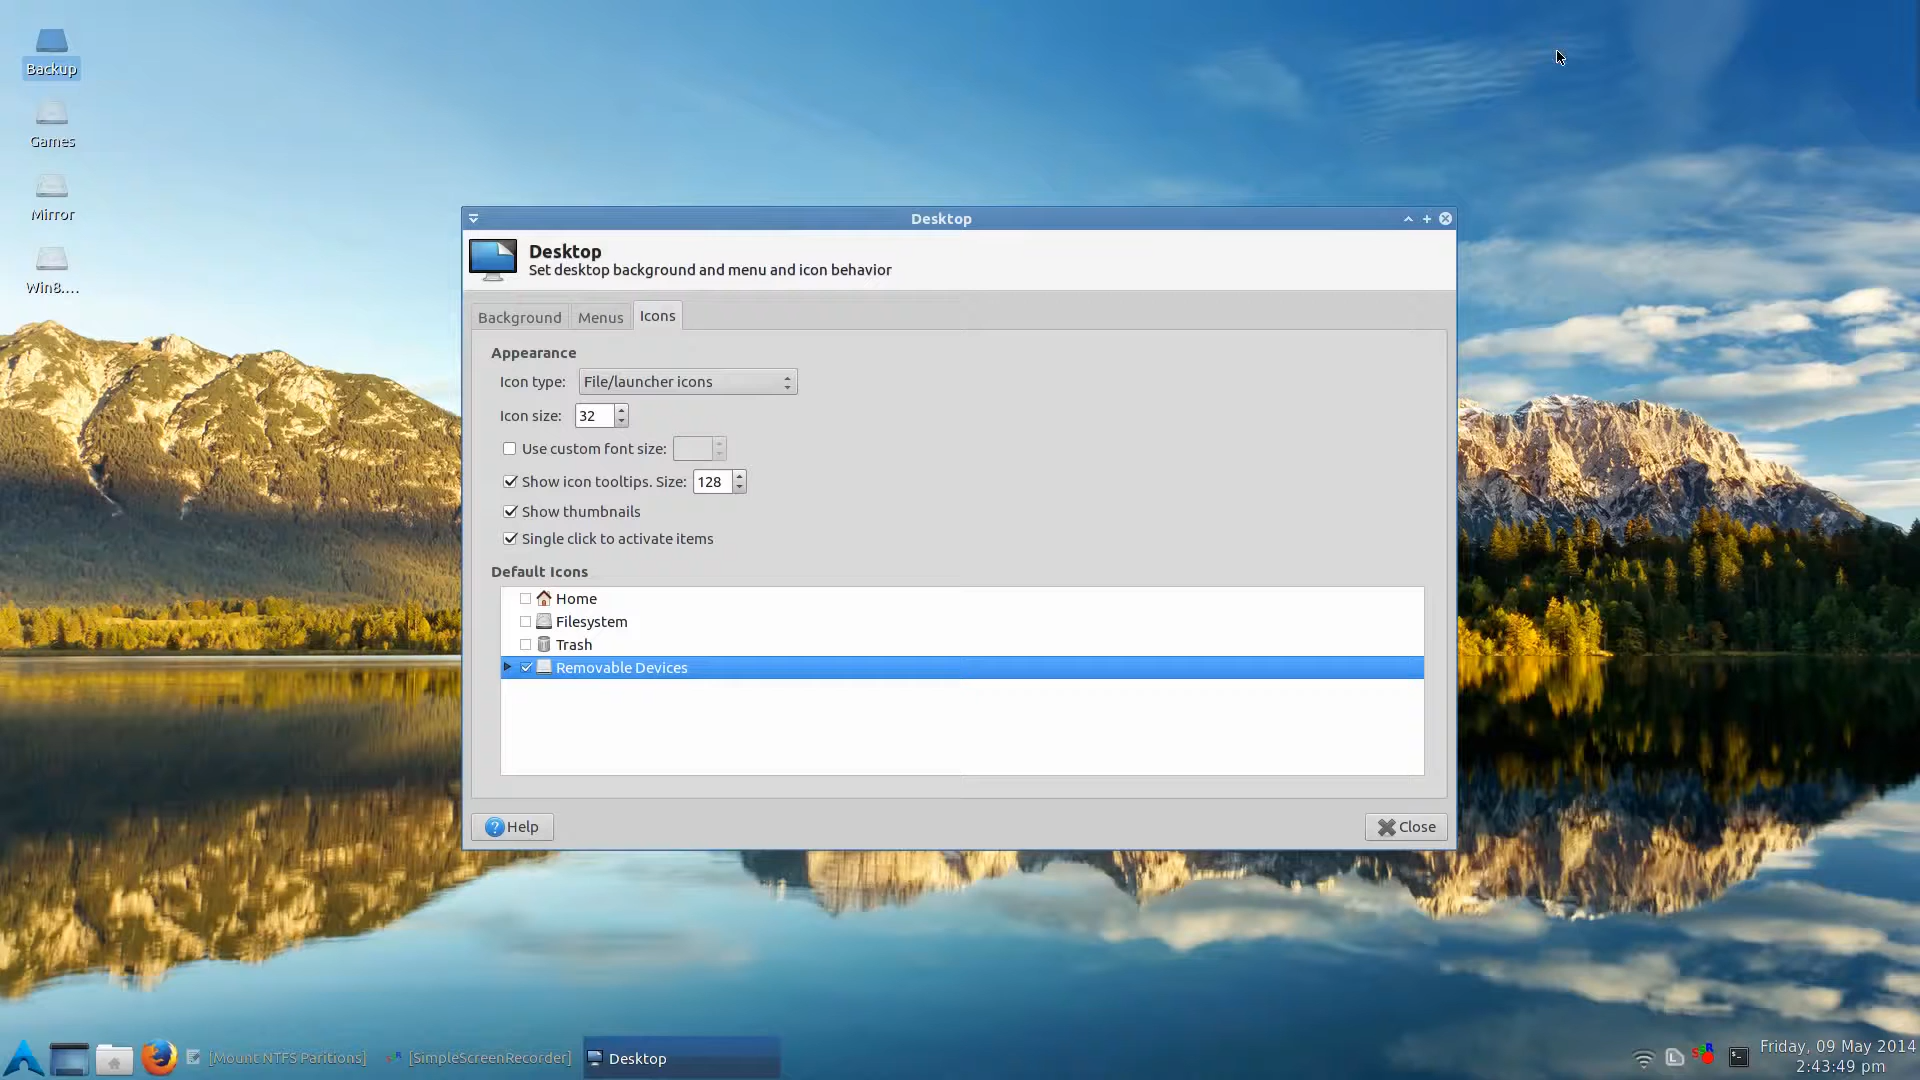 Backup
Games
Mirror
Win8....
Desktop
Desktop
Set desktop background and menu and icon behavior
Background Menus Icons
Appearance
Icon type: File/launcher icons
Icon size: 32
Use custom font size:
Show icon tooltips. Size: 128
Show thumbnails
Single click to activate items
Default Icons
Home
Filesystem
Trash
Removable Devices
Help Close
[Mount NTFS Paritions] [SimpleScreenRecorder] Desktop
Friday, 09 May 2014
2:43:49 pm